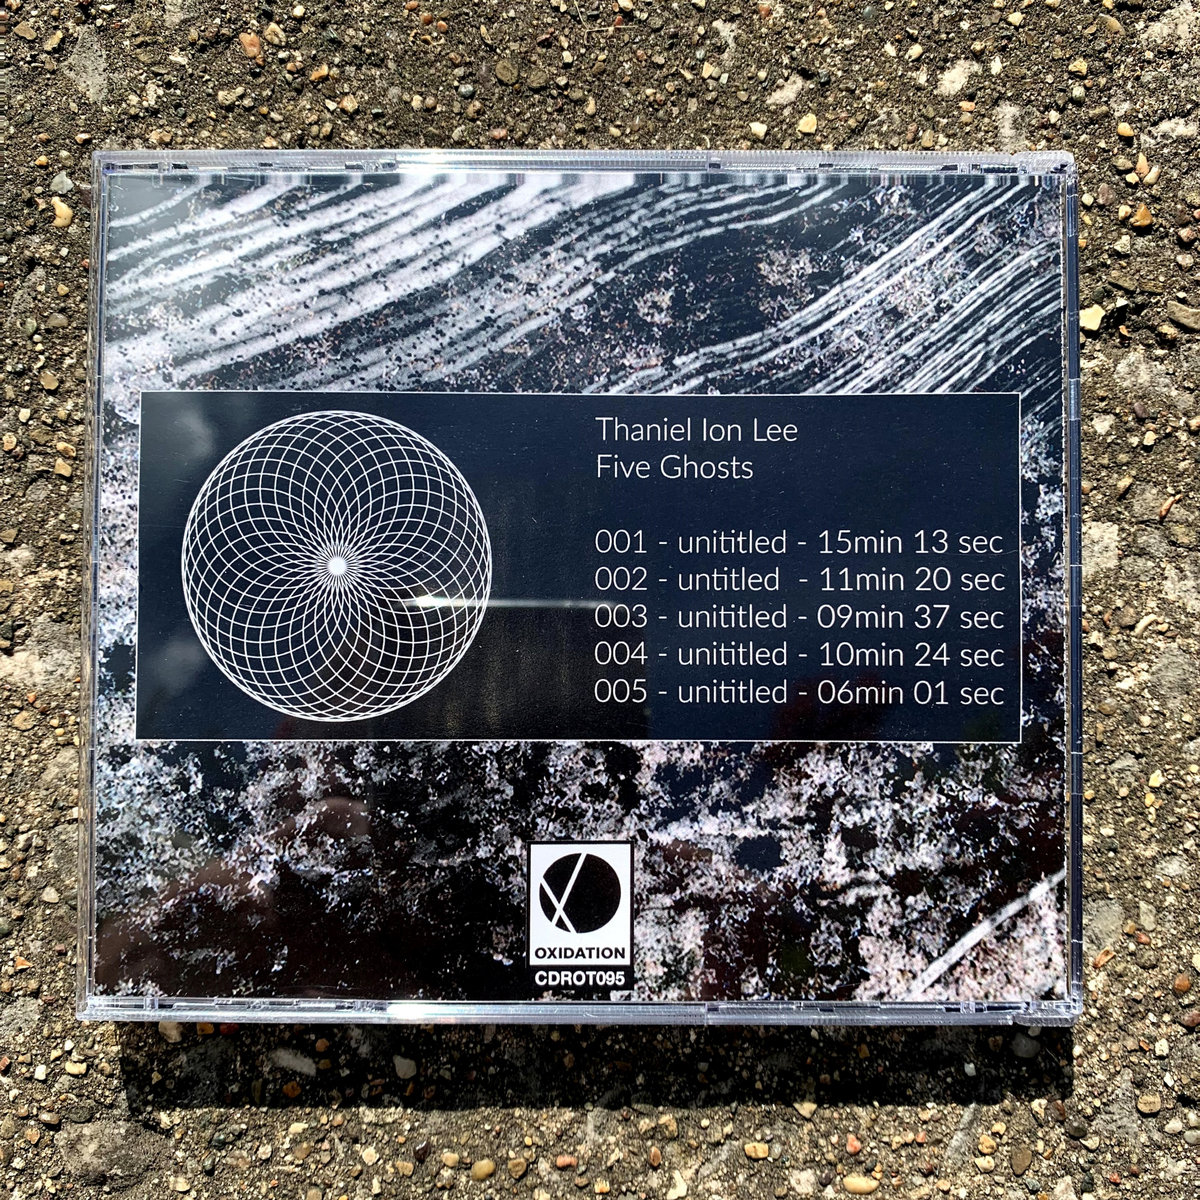 Thaniel Ion Lee
Five Ghosts
001 - unititled - 15min 13 sec
002 - untitled - 11min 20 sec
003 - unititled - 09min 37 sec
004 - unititled - 10min 24 sec
005 - unititled - 06min 01 sec
OXIDATION
CDROT095